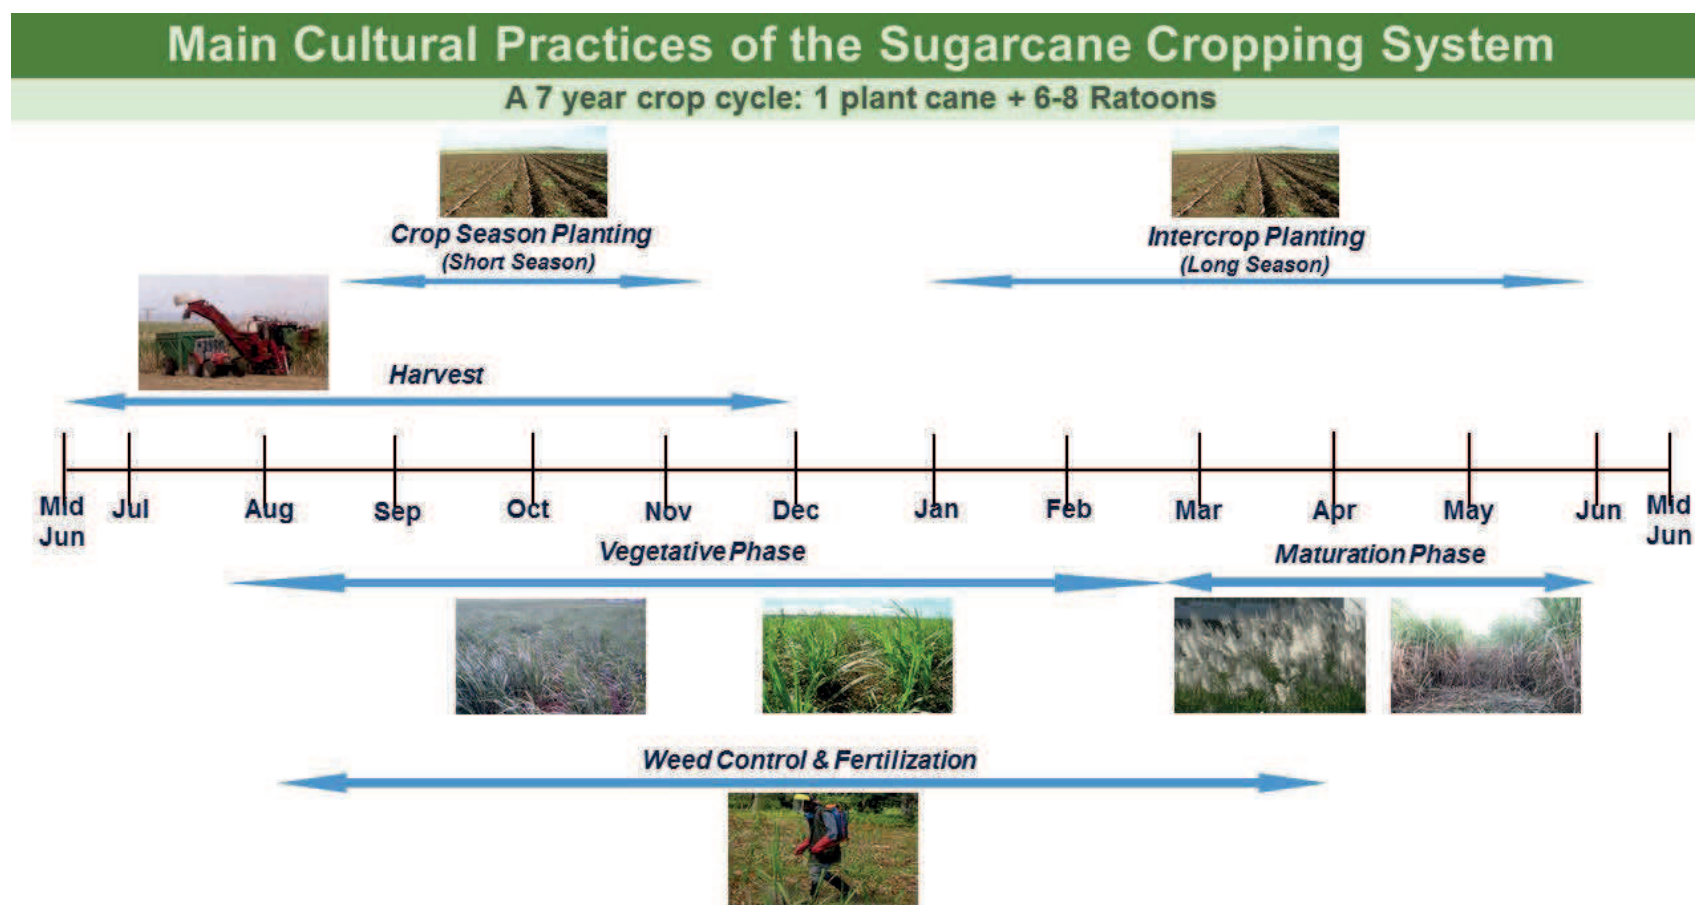 Main Cultural Practices of the Sugarcane Cropping System
A 7 year crop cycle: 1 plant cane + 6-8 Ratoons
Crop Season Planting
(Short Season)
Intercrop Planting
(Long Season)
Harvest
Mid Jun
Jul
Aug
Sep
Oct
Nov
Dec
Jan
Feb
Mar
Apr
May
Jun
Mid Jun
Vegetative Phase
Maturation Phase
Weed Control & Fertilization